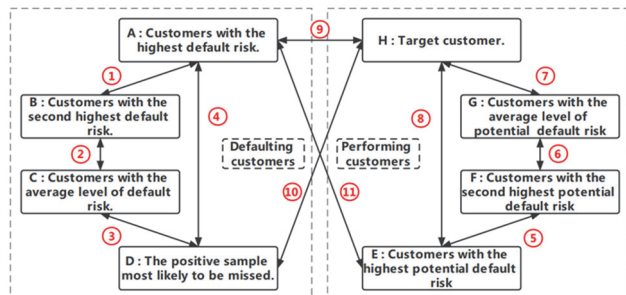 A : Customers with the
highest default risk.
9
H : Target customer.
1
7
B : Customers with the
second highest default
risk.
4
8
G : Customers with the
average level of
potential default risk
Defaulting
customers
Performing
customers
2
6
C : Customers with the
average level of default
risk.
10
11
F : Customers with the
second highest potential
default risk
3
5
D : The positive sample
most likely to be missed.
E : Customers with the
highest potential default
risk